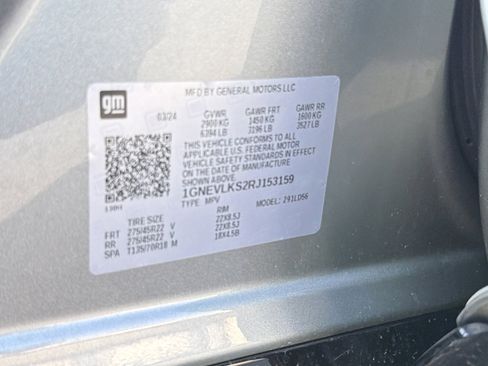 gm
MFD BY GENERAL MOTORS LLC
03/24 GVWR GAWR FRT GAWR RR
2900 KG 1450 KG 1600 KG
6394 LB 3196 LB 3527 LB
THIS VEHICLE CONFORMS TO ALL
APPLICABLE U.S. FEDERAL MOTOR
VEHICLE SAFETY STANDARDS IN EFFECT
ON THE DATE OF MANUFACTURE SHOWN ABOVE.
1GNEVLKS2RJ153159
TYPE: MPV MODEL: 1VL56
TIRE SIZE RIM
FRT 275/45R22 V 22X8.5J
RR 275/45R22 V 22X8.5J
SPA T135/70R18 M 18X4.5B